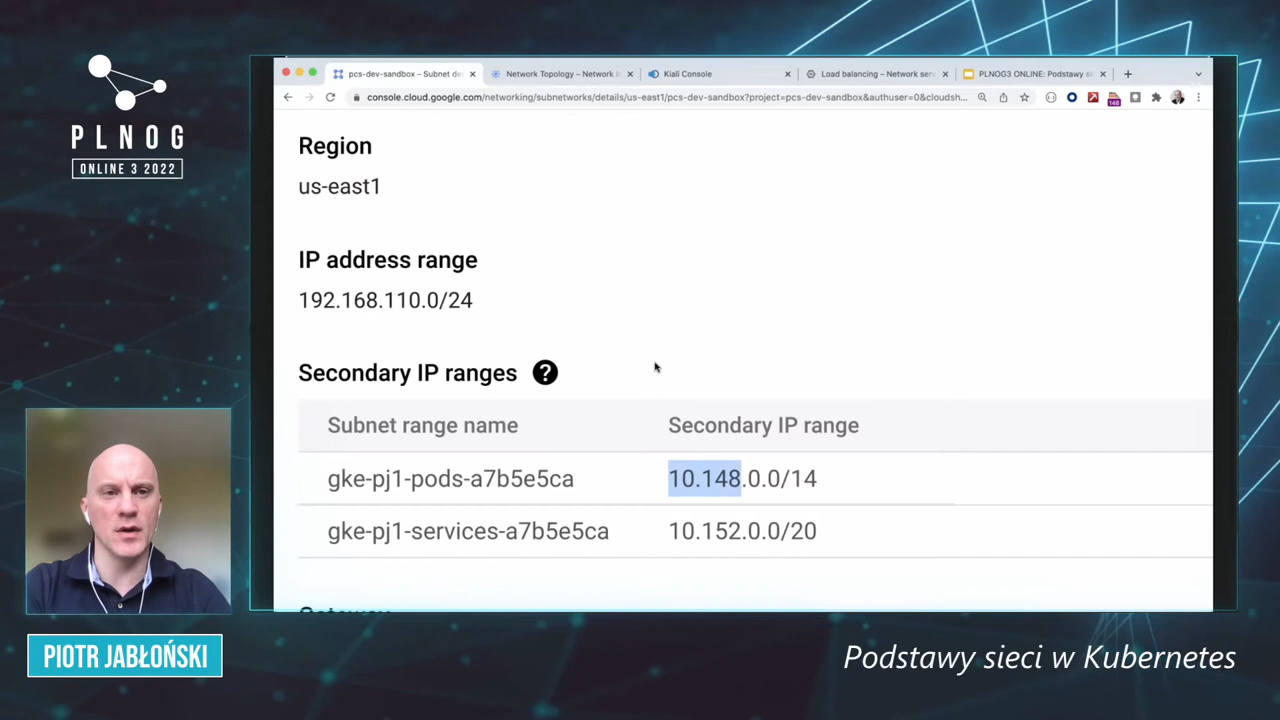 PLNOG
ONLINE 3 2022
pcs-dev-sandbox – Subnet de
Network Topology – Network I
Kiali Console
Load balancing – Network serv
PLNOG3 ONLINE: Podstawy s
console.cloud.google.com/networking/subnetworks/details/us-east1/pcs-dev-sandbox?project=pcs-dev-sandbox&authuser=0&cloudsh...
Region
us-east1
IP address range
192.168.110.0/24
Secondary IP ranges ?
Subnet range name Secondary IP range
gke-pj1-pods-a7b5e5ca 10.148.0.0/14
gke-pj1-services-a7b5e5ca 10.152.0.0/20
Gateway
PIOTR JABŁOŃSKI
Podstawy sieci w Kubernetes